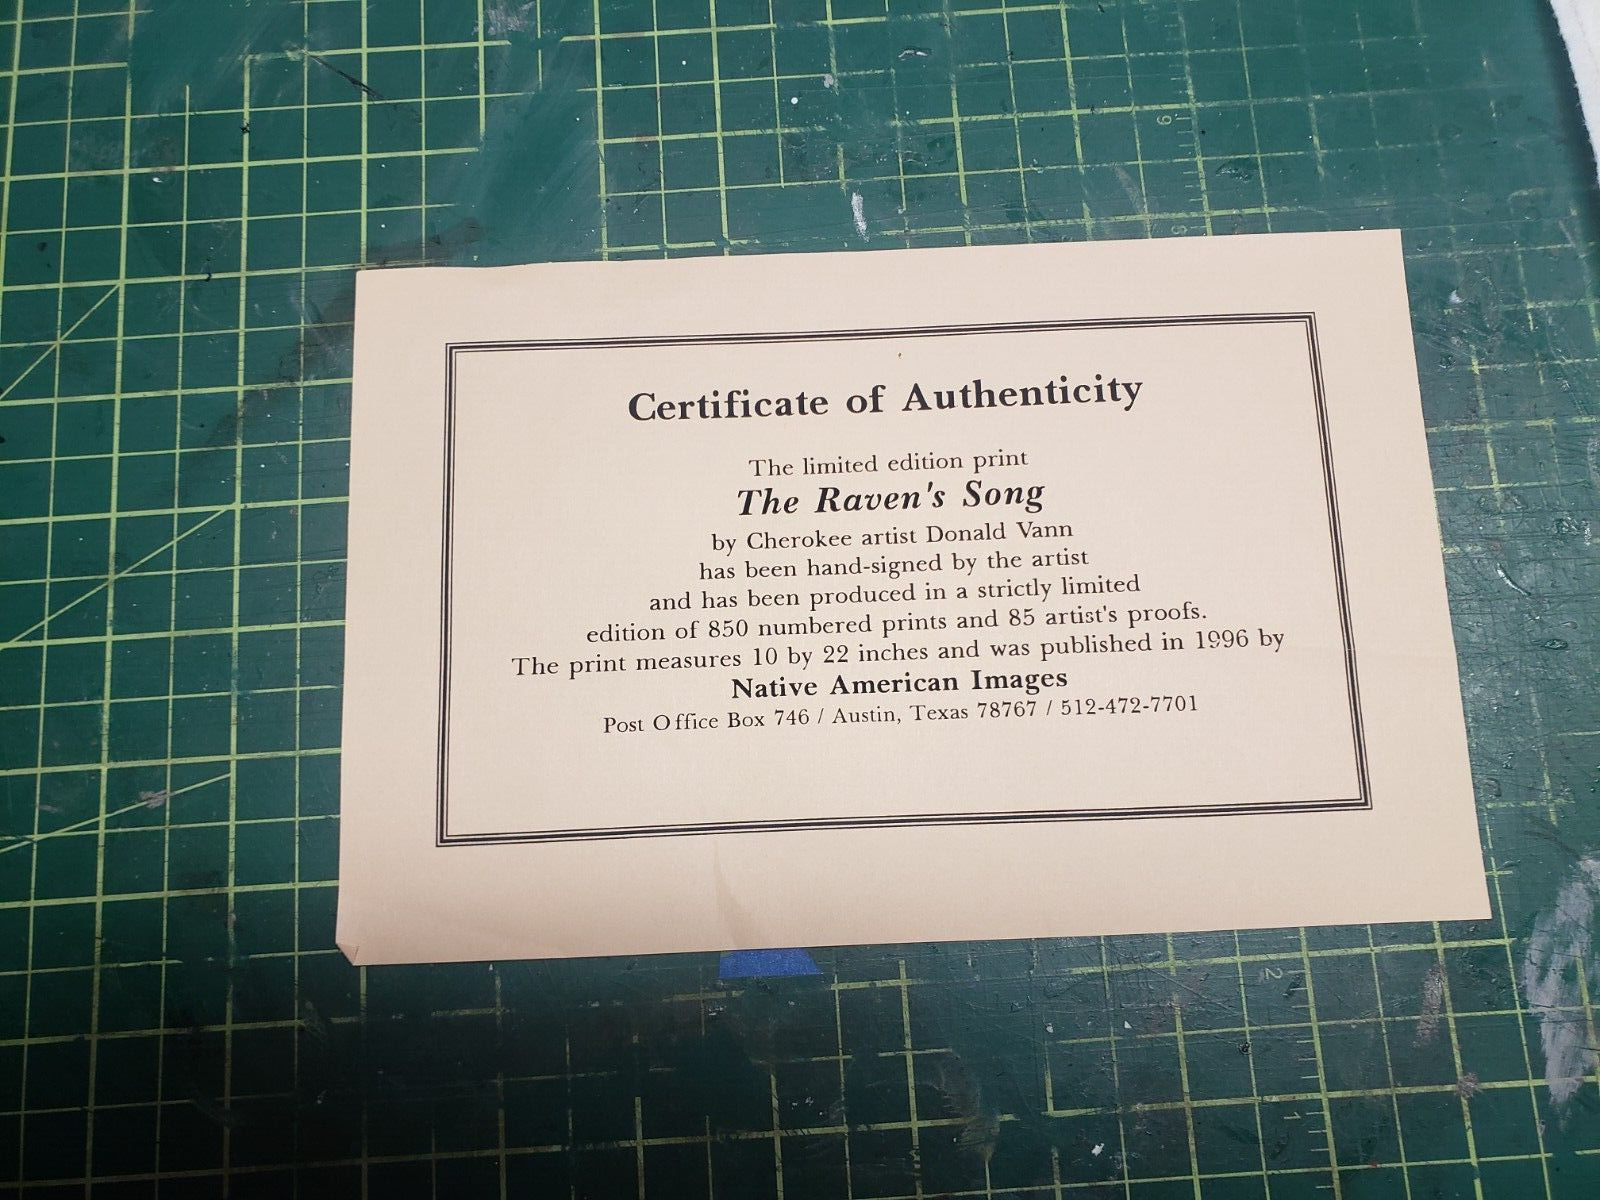 Certificate of Authenticity
The limited edition print
The Raven's Song
by Cherokee artist Donald Vann
has been hand-signed by the artist
and has been produced in a strictly limited
edition of 850 numbered prints and 85 artist's proofs.
The print measures 10 by 22 inches and was published in 1996 by
Native American Images
Post Office Box 746 / Austin, Texas 78767 / 512-472-7701
2
1